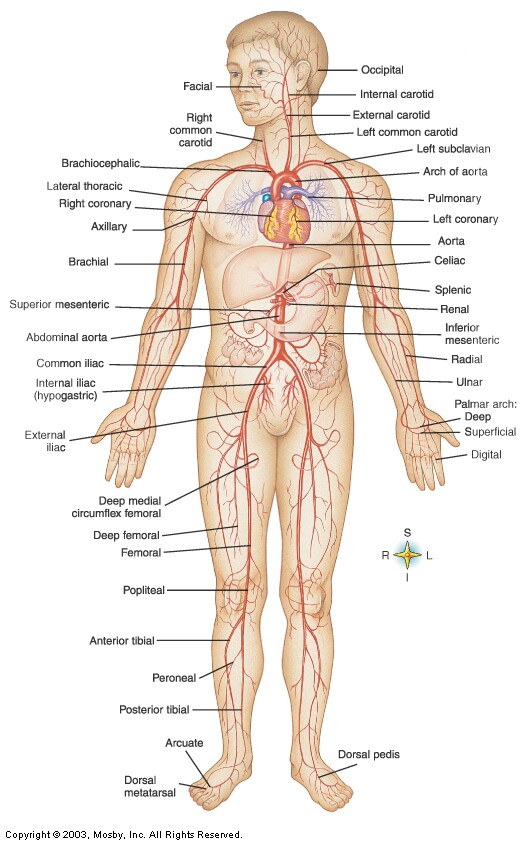 Occipital
Facial
Internal carotid
External carotid
Right
common
carotid
Left common carotid
Left subclavian
Brachiocephalic
Arch of aorta
Lateral thoracic
Right coronary
Pulmonary
Axillary
Left coronary
Aorta
Brachial
Celiac
Splenic
Superior mesenteric
Renal
Abdominal aorta
Inferior
mesenteric
Common iliac
Radial
Internal iliac
(hypogastric)
Ulnar
Palmar arch:
Deep
Superficial
External
iliac
Digital
Deep medial
circumflex femoral
Deep femoral
Femoral
S
R L
I
Popliteal
Anterior tibial
Peroneal
Posterior tibial
Arcuate
Dorsal pedis
Dorsal
metatarsal
Copyright © 2003, Mosby, Inc. All Rights Reserved.